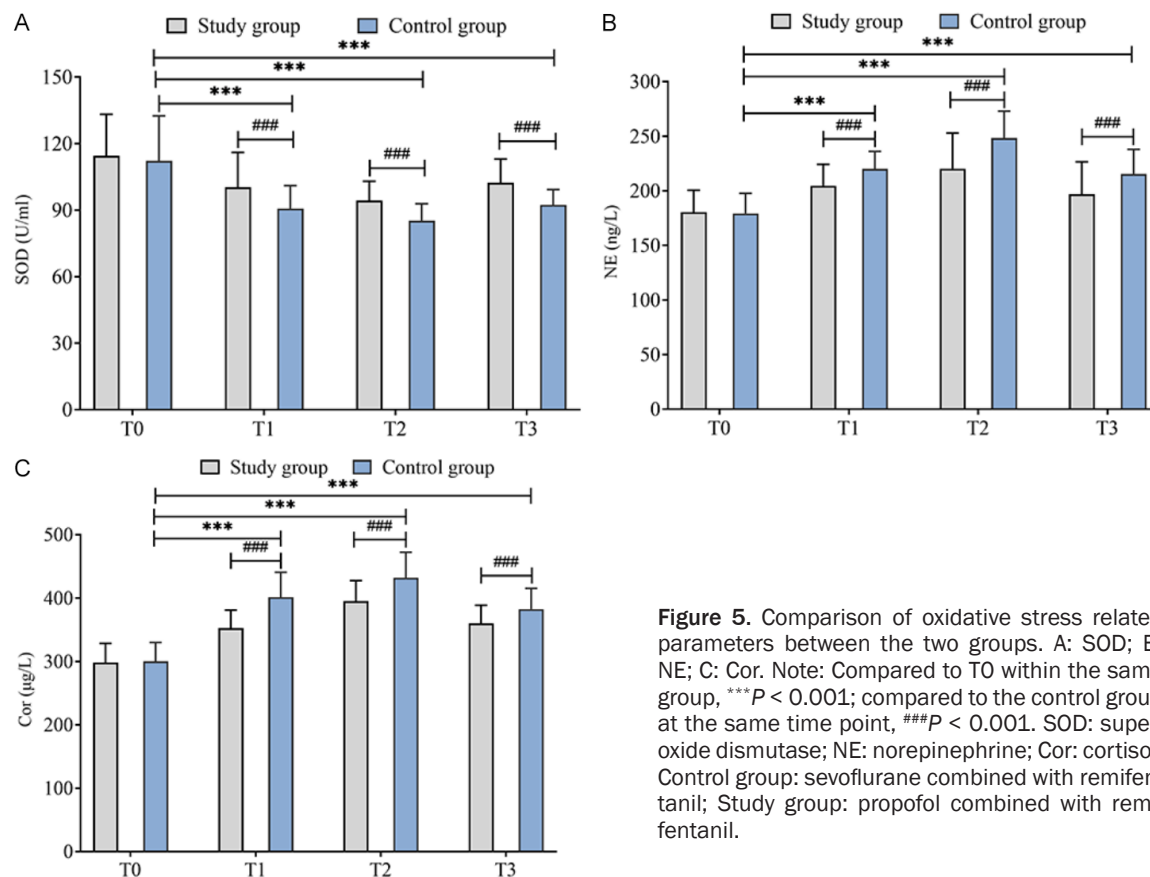 A
Study group Control group
***
***
***
###
###
###
150
120
90
60
30
0
SOD (U/ml)
T0 T1 T2 T3
B
Study group Control group
***
***
***
###
###
###
300
250
200
150
100
50
0
NE (ng/L)
T0 T1 T2 T3
C
Study group Control group
***
***
***
###
###
###
500
400
300
200
100
0
Cor (μg/L)
T0 T1 T2 T3
Figure 5. Comparison of oxidative stress relate
parameters between the two groups. A: SOD; E
NE; C: Cor. Note: Compared to T0 within the sam
group, ***P < 0.001; compared to the control grou
at the same time point, ###P < 0.001. SOD: supe
oxide dismutase; NE: norepinephrine; Cor: cortiso
Control group: sevoflurane combined with remifer
tanil; Study group: propofol combined with rem
fentanil.